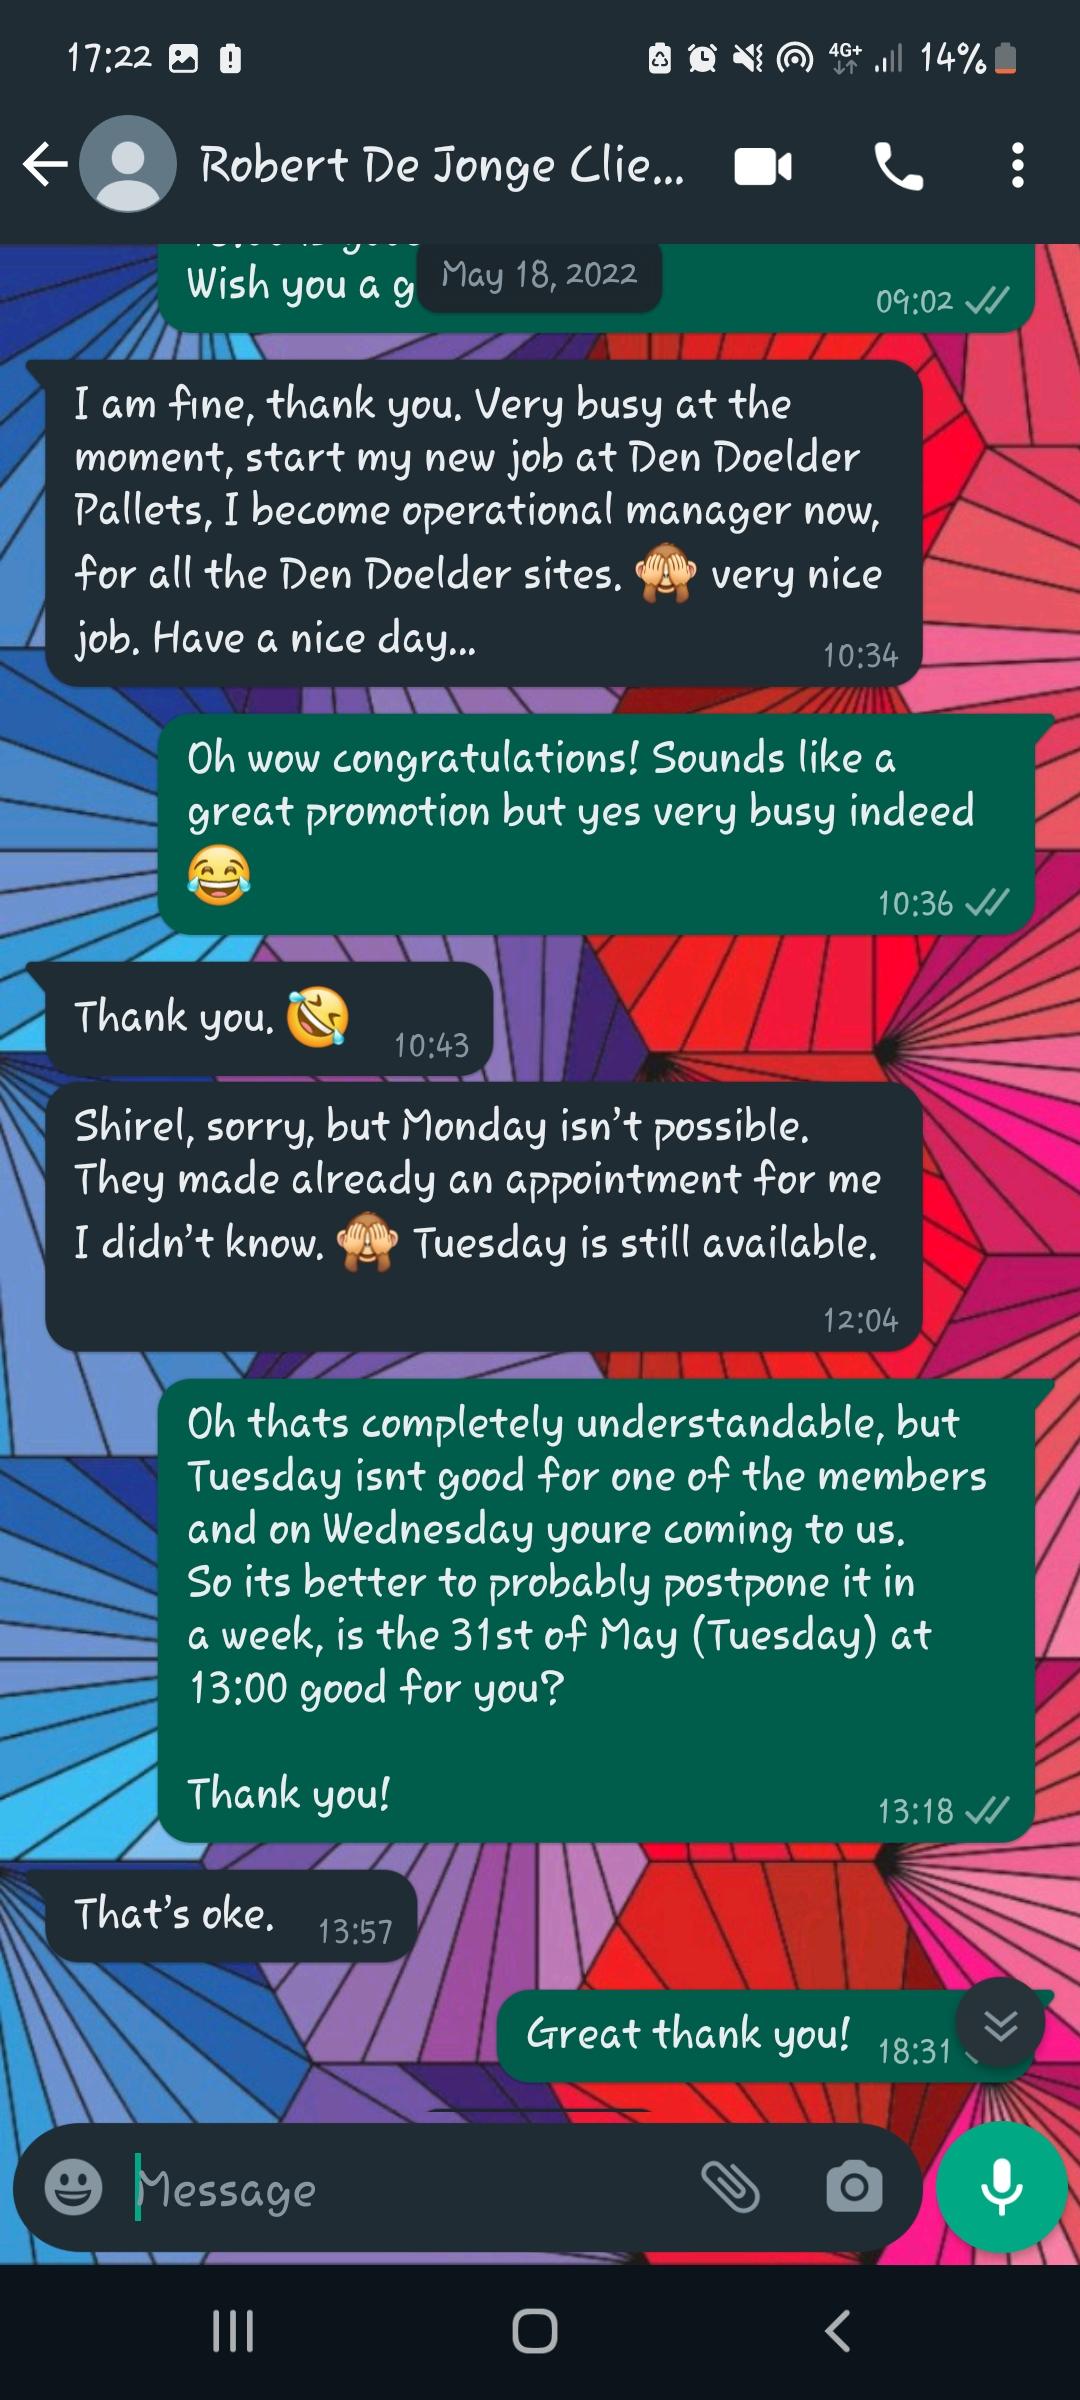 17:22
4G+
14%
Robert De Jonge Clie...
Wish you a g
May 18, 2022
09:02
I am fine, thank you. Very busy at the
moment, start my new job at Den Doelder
Pallets, I become operational manager now,
for all the Den Doelder sites. 🙈 very nice
job. Have a nice day...
10:34
Oh wow congratulations! Sounds like a
great promotion but yes very busy indeed
😂
10:36
Thank you. 🤣
10:43
Shirel, sorry, but Monday isn't possible.
They made already an appointment for me
I didn't know. 🙈 Tuesday is still available.
12:04
Oh thats completely understandable, but
Tuesday isnt good for one of the members
and on Wednesday youre coming to us.
So its better to probably postpone it in
a week, is the 31st of May (Tuesday) at
13:00 good for you?
Thank you!
13:18
That's oke.
13:57
Great thank you!
18:31
Message